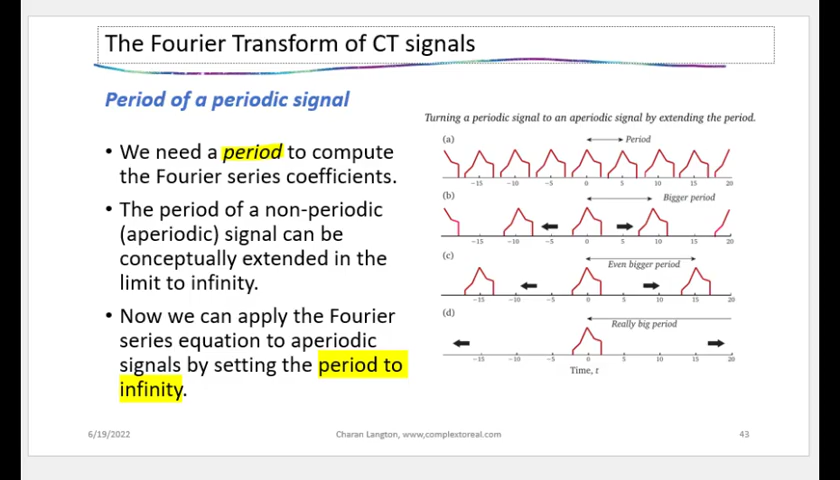 The Fourier Transform of CT signals
Period of a periodic signal
• We need a period to compute
the Fourier series coefficients.
• The period of a non-periodic
(aperiodic) signal can be
conceptually extended in the
limit to infinity.
• Now we can apply the Fourier
series equation to aperiodic
signals by setting the period to
infinity.
Turning a periodic signal to an aperiodic signal by extending the period.
(a)
Period
−15 −10 −5 0 5 10 15 20
(b)
Bigger period
−15 −10 −5 0 5 10 15 20
(c)
Even bigger period
−15 −10 −5 0 5 10 15 20
(d)
Really big period
−15 −10 −5 0 5 10 15 20
Time, t
6/19/2022
Charan Langton, www,complextoreal.com
43